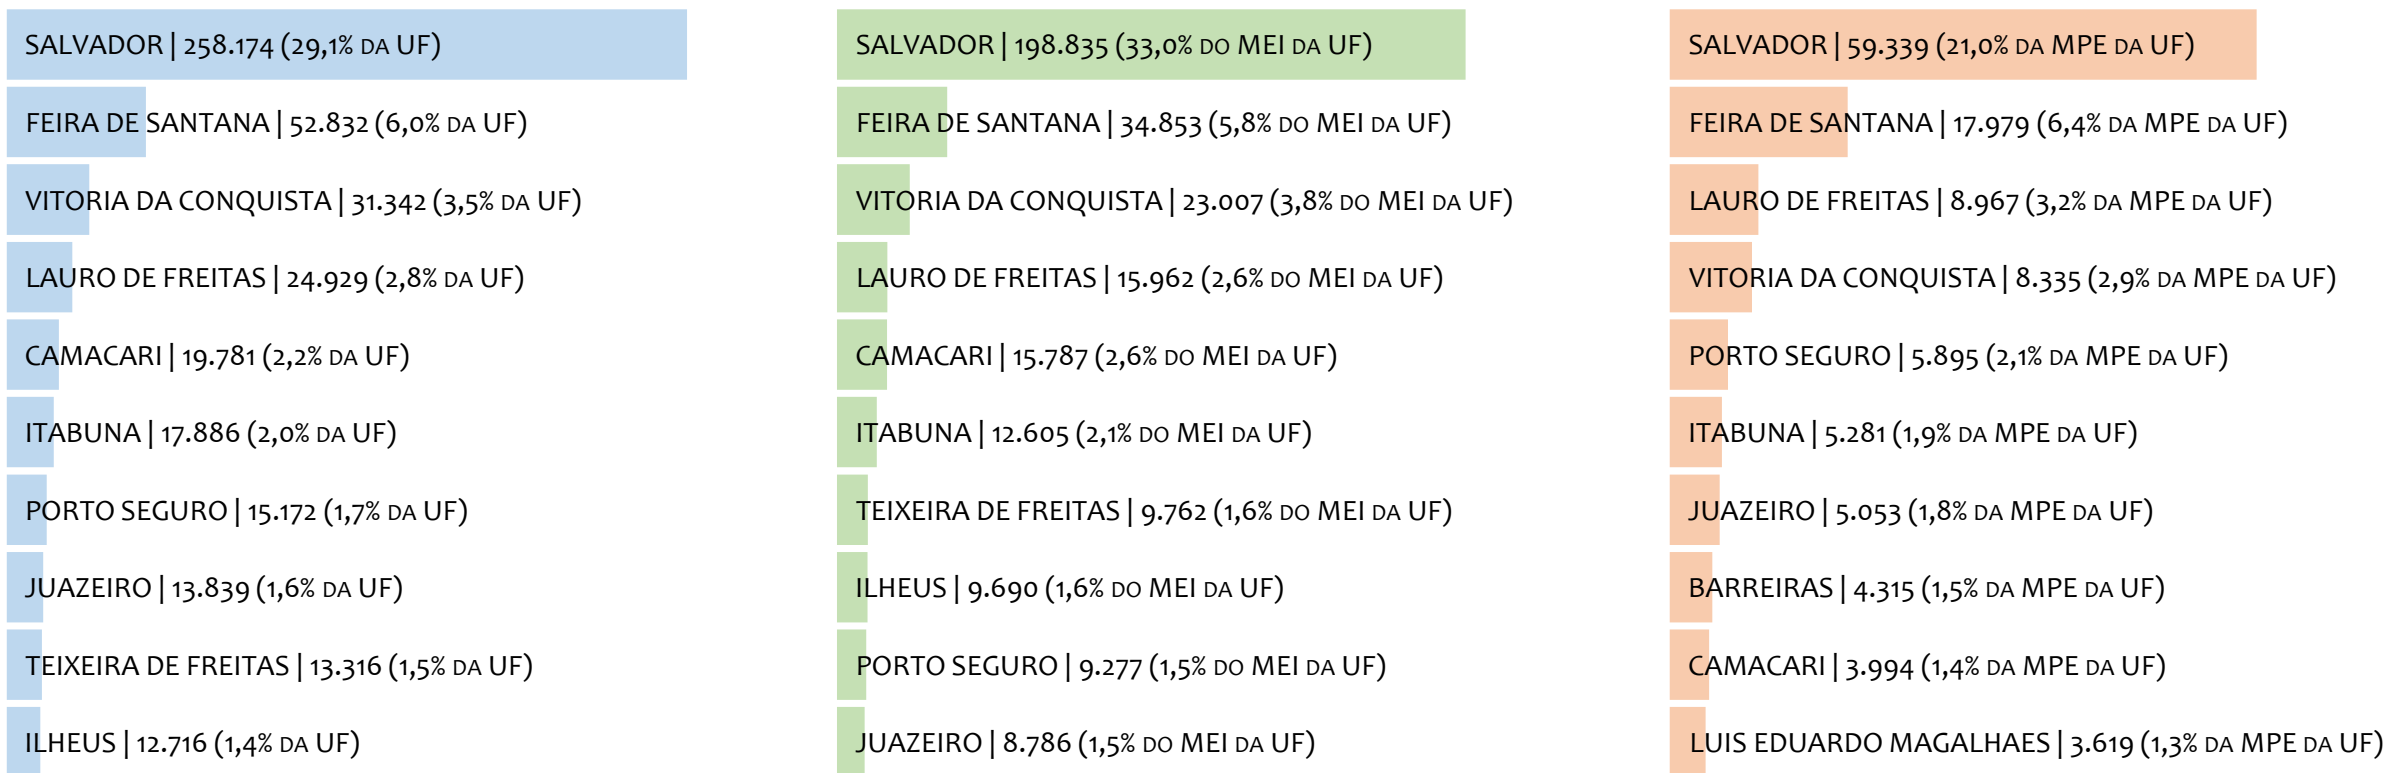 SALVADOR | 258.174 (29,1% DA UF)
FEIRA DE SANTANA | 52.832 (6,0% DA UF)
VITORIA DA CONQUISTA | 31.342 (3,5% DA UF)
LAURO DE FREITAS | 24.929 (2,8% DA UF)
CAMACARI | 19.781 (2,2% DA UF)
ITABUNA | 17.886 (2,0% DA UF)
PORTO SEGURO | 15.172 (1,7% DA UF)
JUAZEIRO | 13.839 (1,6% DA UF)
TEIXEIRA DE FREITAS | 13.316 (1,5% DA UF)
ILHEUS | 12.716 (1,4% DA UF)
SALVADOR | 198.835 (33,0% DO MEI DA UF)
FEIRA DE SANTANA | 34.853 (5,8% DO MEI DA UF)
VITORIA DA CONQUISTA | 23.007 (3,8% DO MEI DA UF)
LAURO DE FREITAS | 15.962 (2,6% DO MEI DA UF)
CAMACARI | 15.787 (2,6% DO MEI DA UF)
ITABUNA | 12.605 (2,1% DO MEI DA UF)
TEIXEIRA DE FREITAS | 9.762 (1,6% DO MEI DA UF)
ILHEUS | 9.690 (1,6% DO MEI DA UF)
PORTO SEGURO | 9.277 (1,5% DO MEI DA UF)
JUAZEIRO | 8.786 (1,5% DO MEI DA UF)
SALVADOR | 59.339 (21,0% DA MPE DA UF)
FEIRA DE SANTANA | 17.979 (6,4% DA MPE DA UF)
LAURO DE FREITAS | 8.967 (3,2% DA MPE DA UF)
VITORIA DA CONQUISTA | 8.335 (2,9% DA MPE DA UF)
PORTO SEGURO | 5.895 (2,1% DA MPE DA UF)
ITABUNA | 5.281 (1,9% DA MPE DA UF)
JUAZEIRO | 5.053 (1,8% DA MPE DA UF)
BARREIRAS | 4.315 (1,5% DA MPE DA UF)
CAMACARI | 3.994 (1,4% DA MPE DA UF)
LUIS EDUARDO MAGALHAES | 3.619 (1,3% DA MPE DA UF)